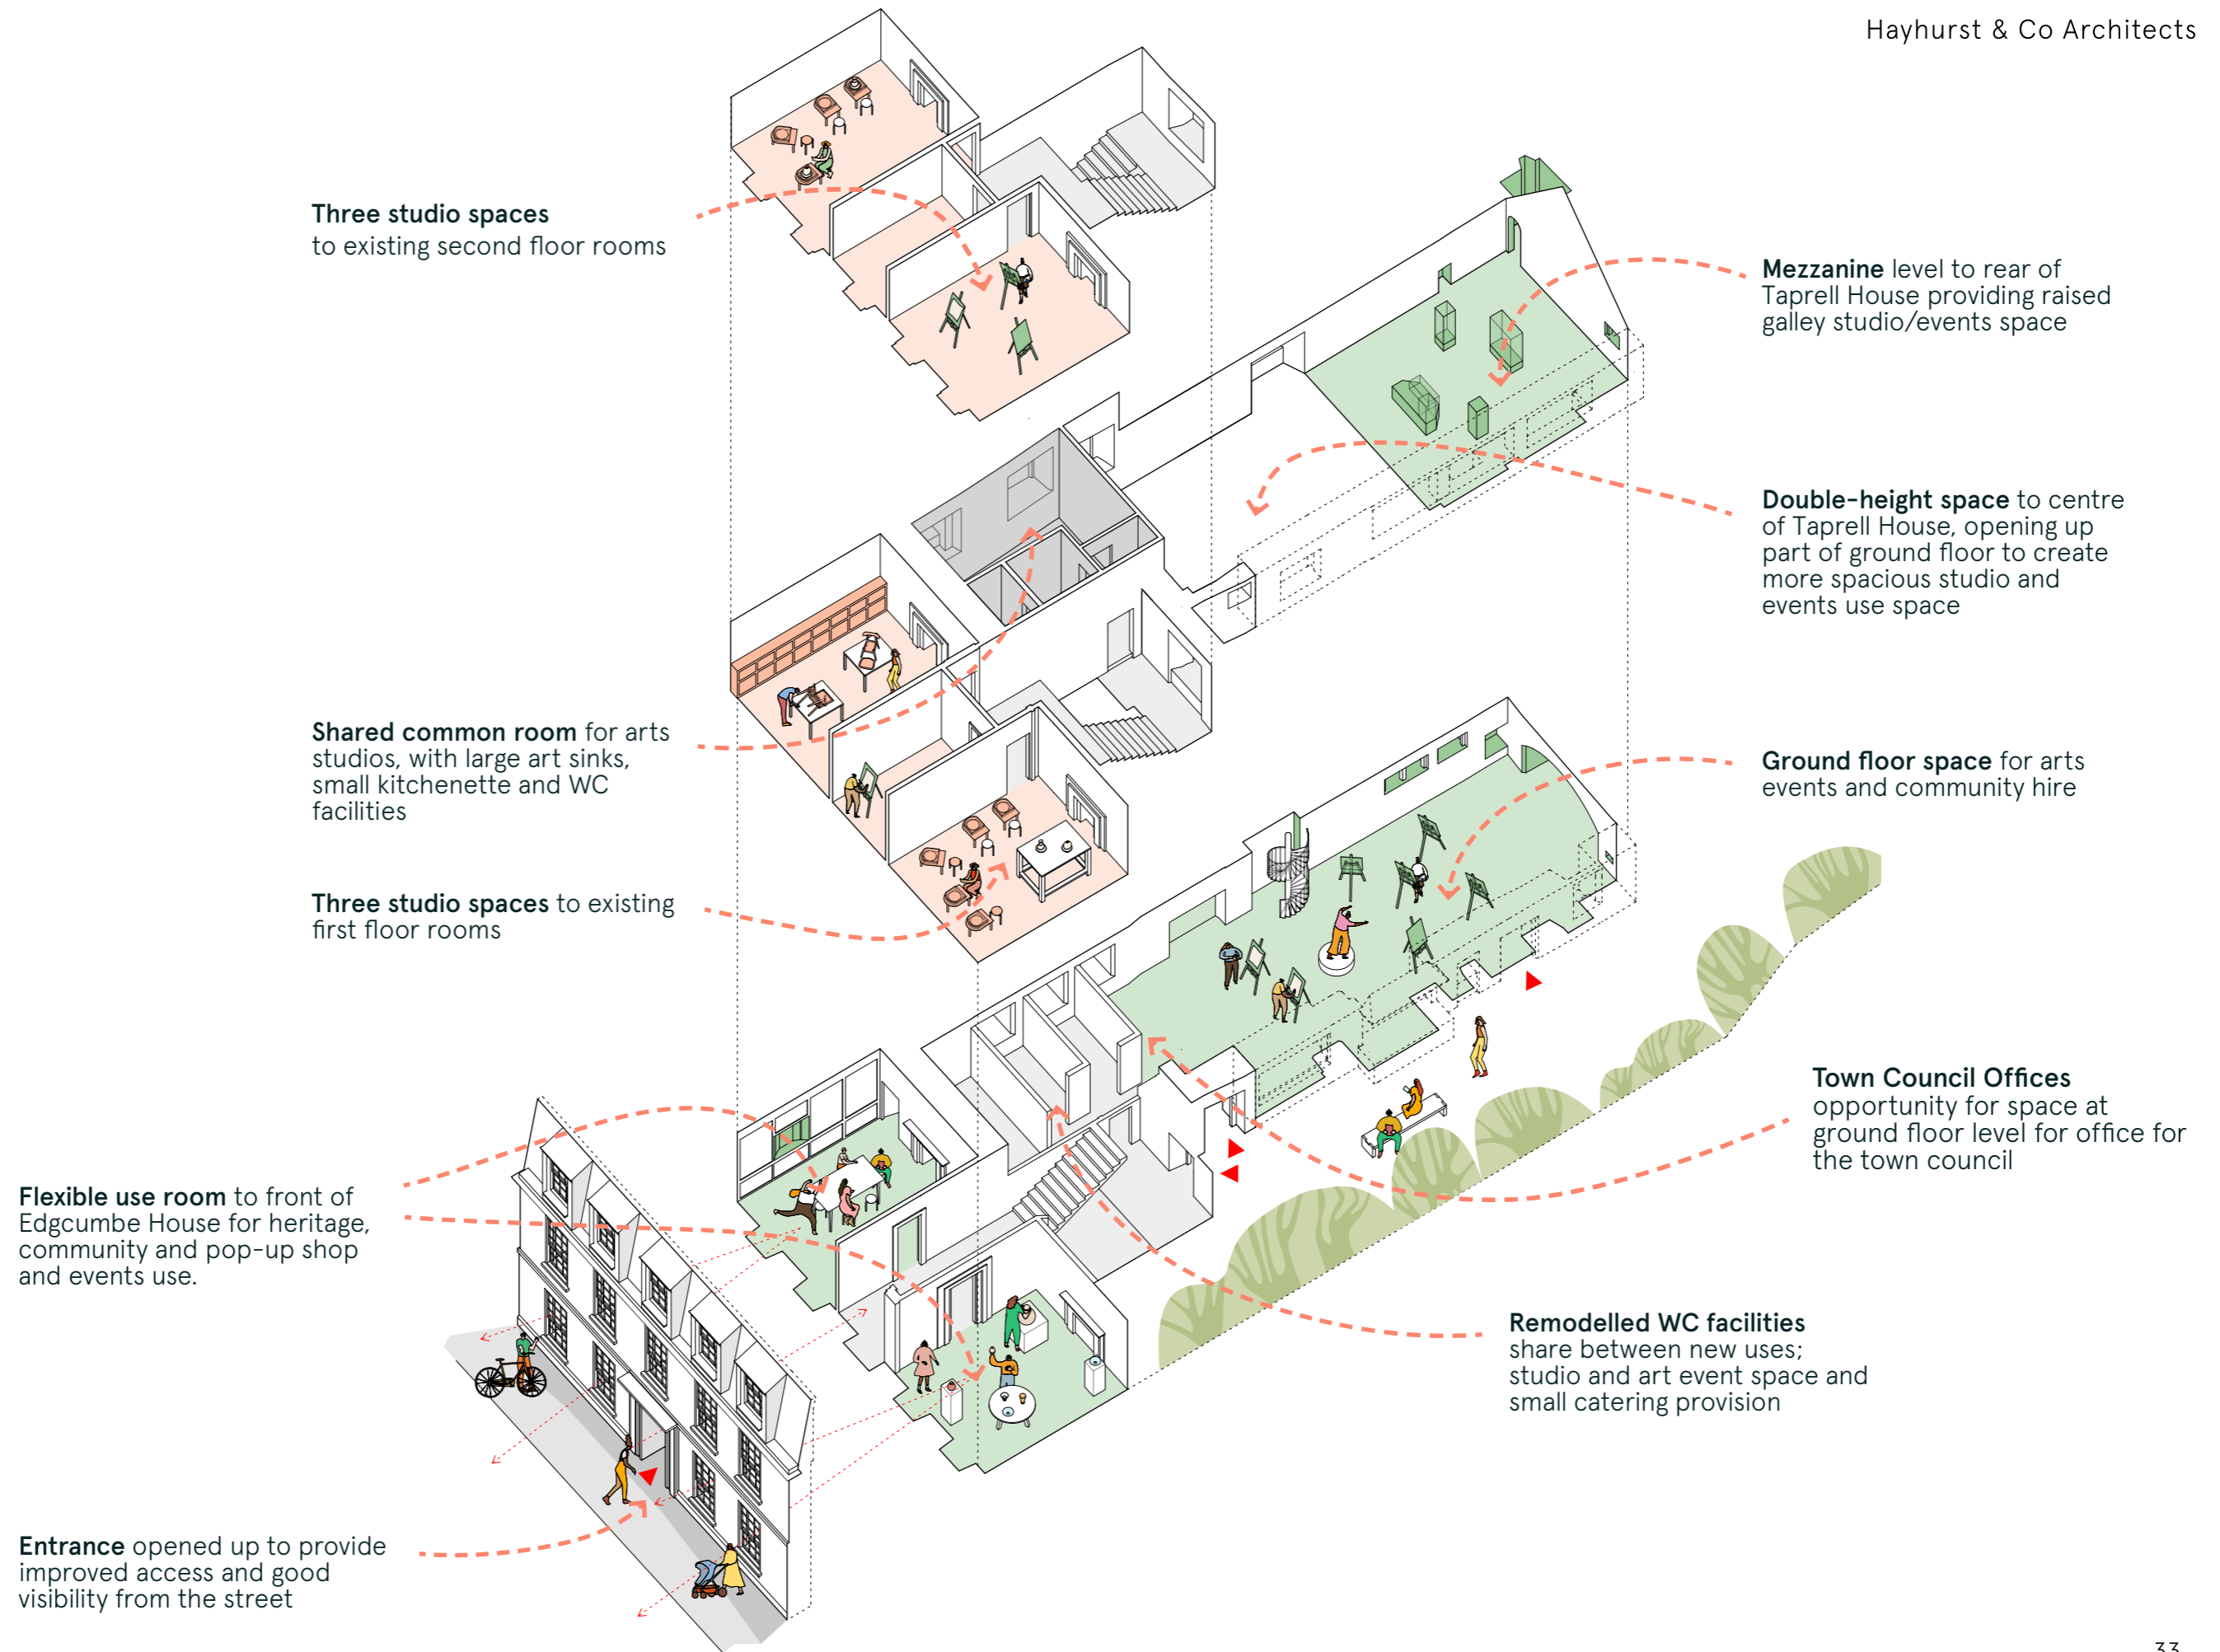 Hayhurst & Co Architects
Three studio spaces
to existing second floor rooms
Mezzanine level to rear of
Taprell House providing raised
galley studio/events space
Double-height space to centre
of Taprell House, opening up
part of ground floor to create
more spacious studio and
events use space
Shared common room for arts
studios, with large art sinks,
small kitchenette and WC
facilities
Ground floor space for arts
events and community hire
Three studio spaces to existing
first floor rooms
Town Council Offices
opportunity for space at
ground floor level for office for
the town council
Flexible use room to front of
Edgcumbe House for heritage,
community and pop-up shop
and events use.
Remodelled WC facilities
share between new uses;
studio and art event space and
small catering provision
Entrance opened up to provide
improved access and good
visibility from the street
33